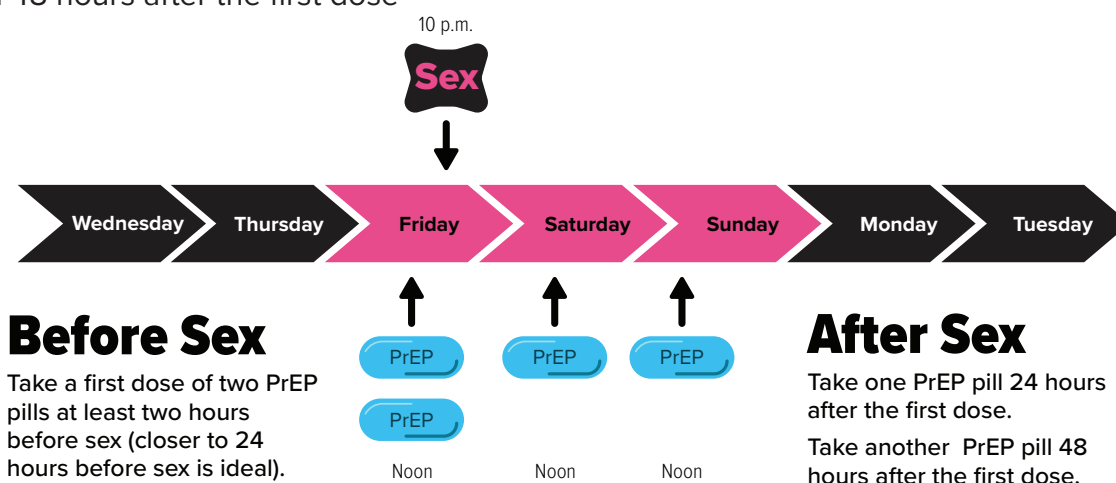 48 hours after the first dose
10 p.m.
Sex
Wednesday Thursday Friday Saturday Sunday Monday Tuesday
Before Sex
Take a first dose of two PrEP
pills at least two hours
before sex (closer to 24
hours before sex is ideal).
PrEP PrEP PrEP
PrEP
Noon Noon Noon
After Sex
Take one PrEP pill 24 hours
after the first dose.
Take another PrEP pill 48
hours after the first dose.